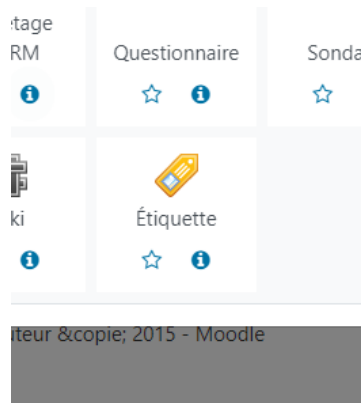 etage
RM Questionnaire Sonda
ki Étiquette
uteur &copie; 2015 - Moodle